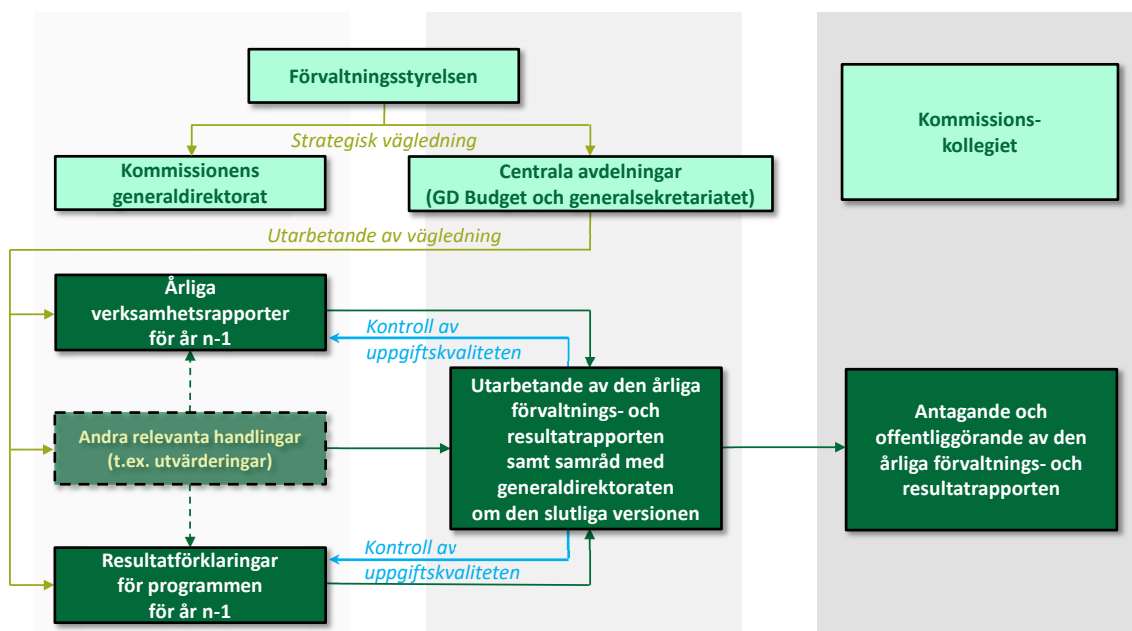 Förvaltningsstyrelsen
Kommissions-
kollegiet
Strategisk vägledning
Kommissionens
generaldirektorat
Centrala avdelningar
(GD Budget och generalsekretariatet)
Utarbetande av vägledning
Årliga
verksamhetsrapporter
för år n-1
Kontroll av
uppgiftskvaliteten
Utarbetande av den årliga
förvaltnings- och
resultatrapporten
samt samråd med
generaldirektoraten
om den slutliga versionen
Antagande och
offentliggörande av den
årliga förvaltnings- och
resultatrapporten
Andra relevanta handlingar
(t.ex. utvärderingar)
Kontroll av
uppgiftskvaliteten
Resultatförklaringar
för programmen
för år n-1